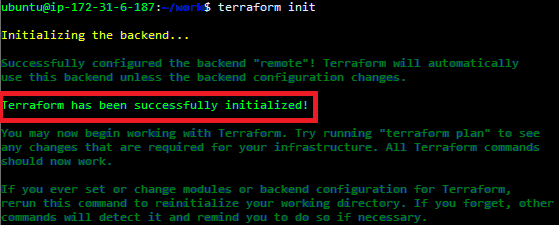 ubuntu@ip-172-31-6-187:~/work$ terraform init
Initializing the backend...
Successfully configured the backend "remote"! Terraform will automatically
use this backend unless the backend configuration changes.
Terraform has been successfully initialized!
You may now begin working with Terraform. Try running "terraform plan" to see
any changes that are required for your infrastructure. All Terraform commands
should now work.
If you ever set or change modules or backend configuration for Terraform,
rerun this command to reinitialize your working directory. If you forget, other
commands will detect it and remind you to do so if necessary.